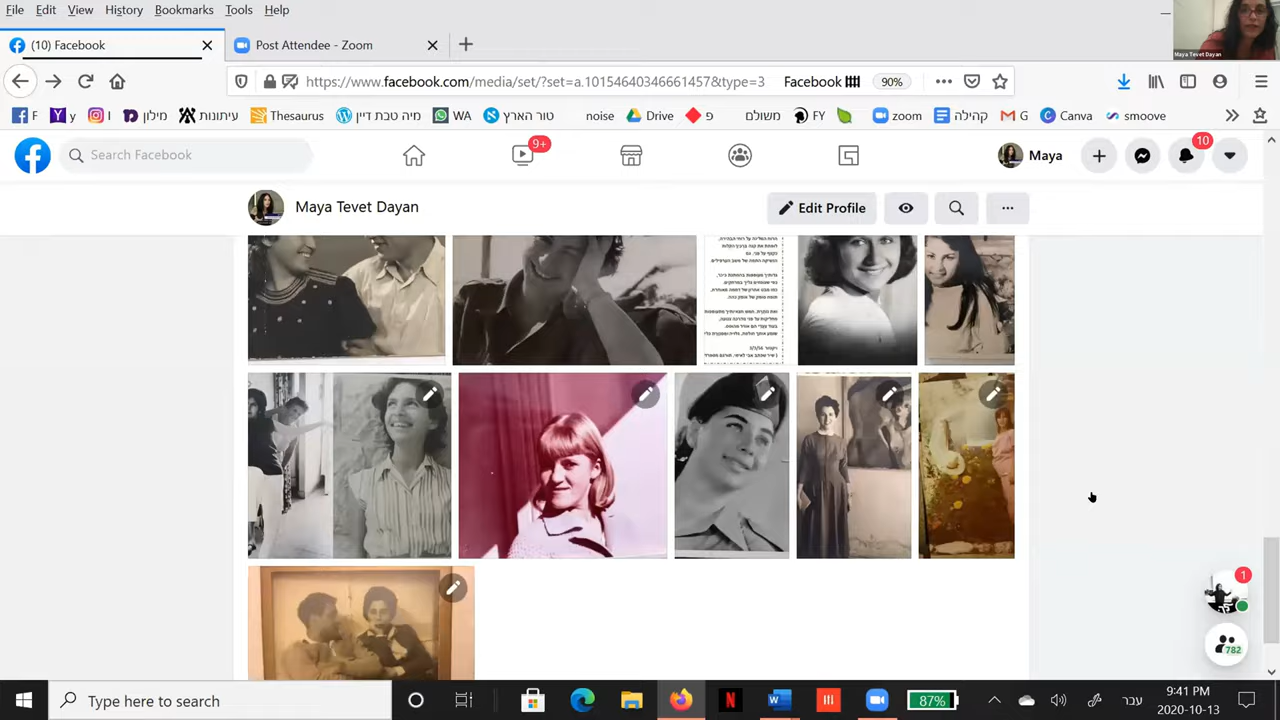 File Edit View History Bookmarks Tools Help
Maya Tevet Dayan
(10) Facebook
Post Attendee - Zoom
https://www.facebook.com/media/set/?set=a.10154640346661457&type=3
Facebook
90%
F
y
I
מילון
עיתונות
Thesaurus
מיה טבת דיין
WA
טור הארץ
noise
Drive
פ
משולם
FY
zoom
קהילה
G
Canva
smoove
Search Facebook
9+
Maya
10
Maya Tevet Dayan
Edit Profile
1
782
Type here to search
87%
עבר
9:41 PM
2020-10-13